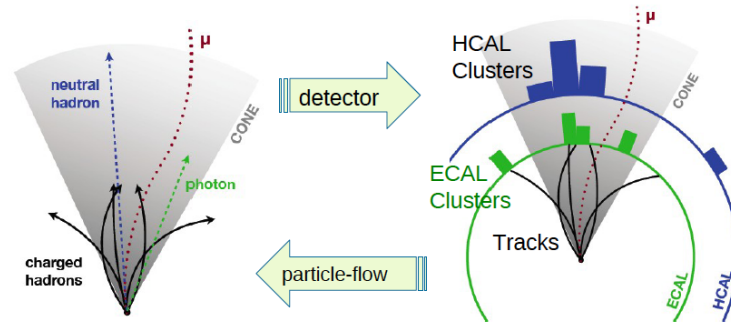 μ
neutral
hadron
CONE
photon
charged
hadrons
detector
particle-flow
μ
HCAL
Clusters
CONE
ECAL
Clusters
Tracks
ECAL
HCAL